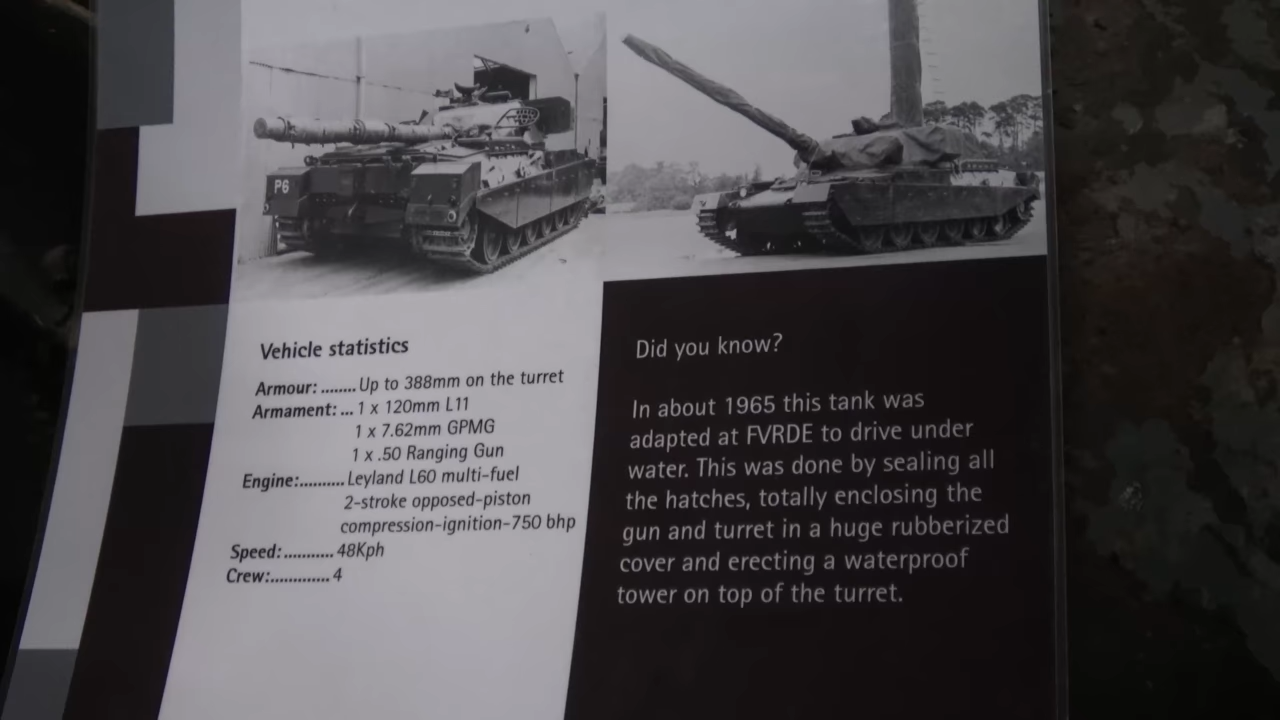 P6
Vehicle statistics
Armour: ........ Up to 388mm on the turret
Armament: ... 1 x 120mm L11
1 x 7.62mm GPMG
1 x .50 Ranging Gun
Engine:.......... Leyland L60 multi-fuel
2-stroke opposed-piston
compression-ignition-750 bhp
Speed: ........... 48Kph
Crew:............. 4
Did you know?
In about 1965 this tank was
adapted at FVRDE to drive under
water. This was done by sealing all
the hatches, totally enclosing the
gun and turret in a huge rubberized
cover and erecting a waterproof
tower on top of the turret.